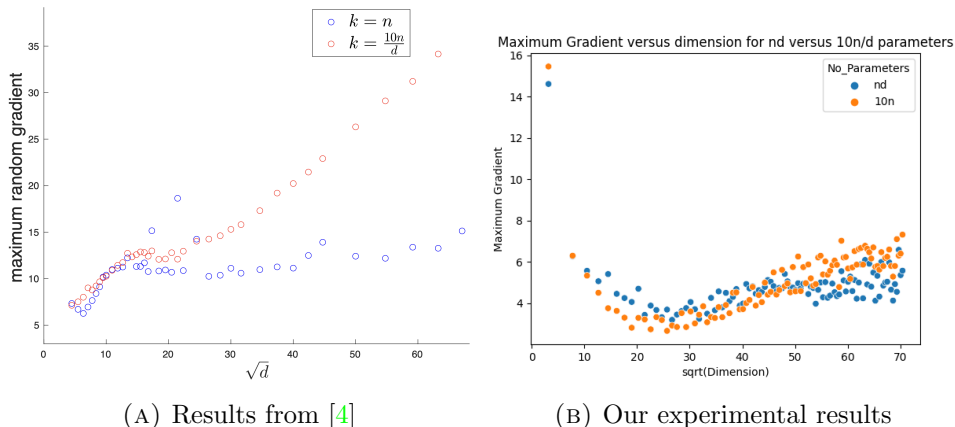 k = n
k = 10n/d
35
30
25
20
15
10
5
0
10
20
30
40
50
60
√d
maximum random gradient
(A) Results from [4]
Maximum Gradient versus dimension for nd versus 10n/d parameters
No_Parameters
nd
10n
16
14
12
10
8
6
4
0
10
20
30
40
50
60
70
sqrt(Dimension)
Maximum Gradient
(B) Our experimental results